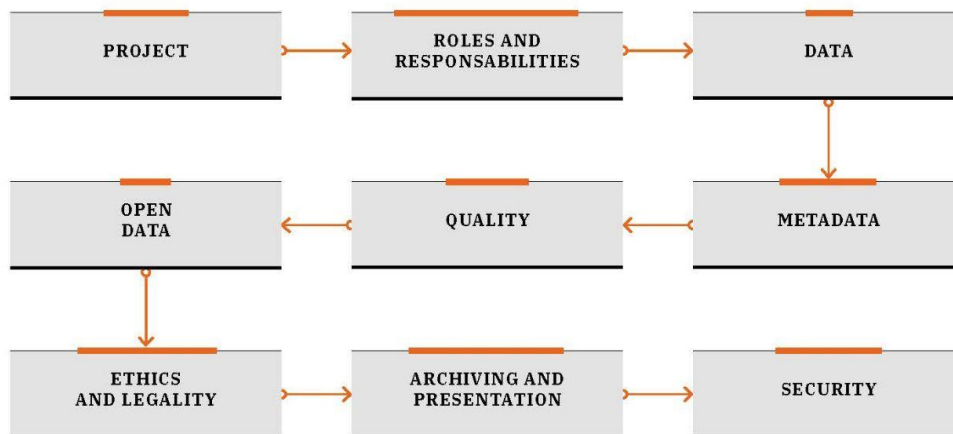 PROJECT
ROLES AND
RESPONSABILITIES
DATA
OPEN
DATA
QUALITY
METADATA
ETHICS
AND LEGALITY
ARCHIVING AND
PRESENTATION
SECURITY